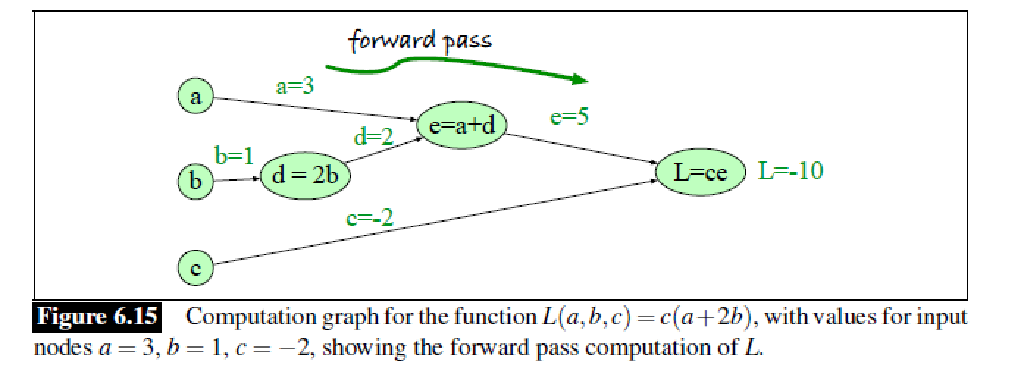 forward pass
a
a=3
e=a+d
e=5
d=2
b=1
b
d = 2b
L=ce
L=-10
c=-2
c
Figure 6.15 Computation graph for the function L(a,b,c) = c(a+2b), with values for input
nodes a = 3, b = 1, c = −2, showing the forward pass computation of L.